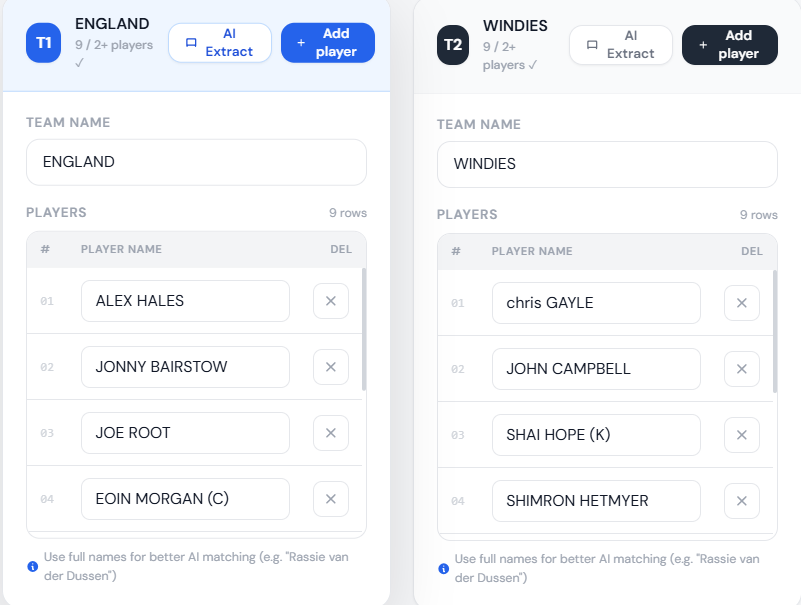 T1
ENGLAND
9 / 2+ players
✓
AI
Extract
+ Add
player
TEAM NAME
ENGLAND
PLAYERS
9 rows
# PLAYER NAME DEL
01 ALEX HALES ×
02 JONNY BAIRSTOW ×
03 JOE ROOT ×
04 EOIN MORGAN (C) ×
Use full names for better AI matching (e.g. "Rassie van
der Dussen")
T2
WINDIES
9 / 2+
players ✓
AI
Extract
+ Add
player
TEAM NAME
WINDIES
PLAYERS
9 rows
# PLAYER NAME DEL
01 chris GAYLE ×
02 JOHN CAMPBELL ×
03 SHAI HOPE (K) ×
04 SHIMRON HETMYER ×
Use full names for better AI matching (e.g. "Rassie van
der Dussen")